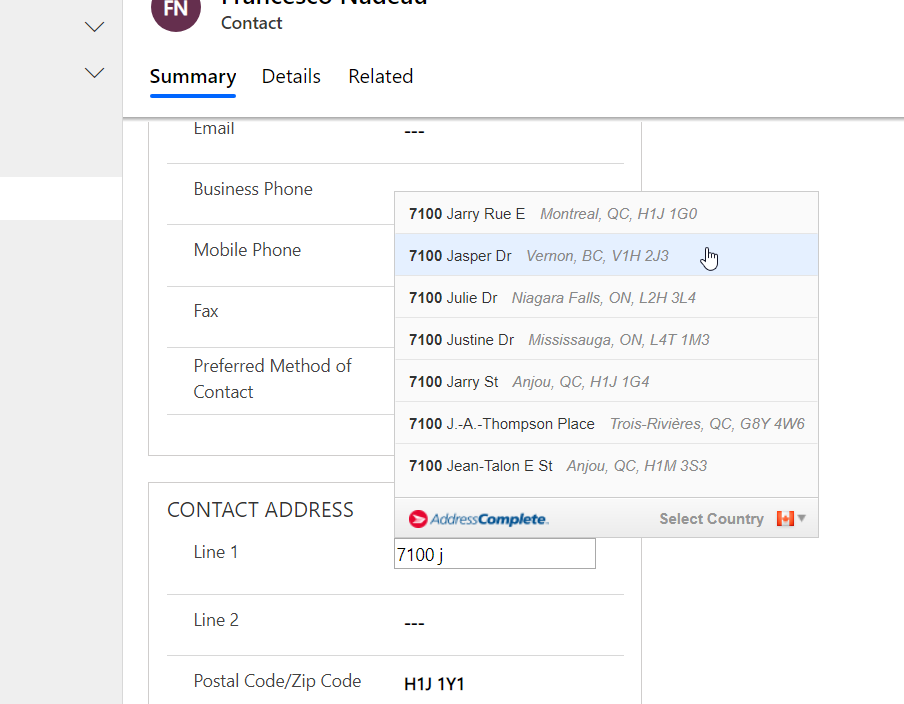 FN
Francesco Nadeau
Contact
Summary Details Related
Email ---
Business Phone
Mobile Phone
Fax
Preferred Method of
Contact
7100 Jarry Rue E Montreal, QC, H1J 1G0
7100 Jasper Dr Vernon, BC, V1H 2J3
7100 Julie Dr Niagara Falls, ON, L2H 3L4
7100 Justine Dr Mississauga, ON, L4T 1M3
7100 Jarry St Anjou, QC, H1J 1G4
7100 J.-A.-Thompson Place Trois-Rivières, QC, G8Y 4W6
7100 Jean-Talon E St Anjou, QC, H1M 3S3
AddressComplete. Select Country
CONTACT ADDRESS
Line 1 7100 j
Line 2 ---
Postal Code/Zip Code H1J 1Y1